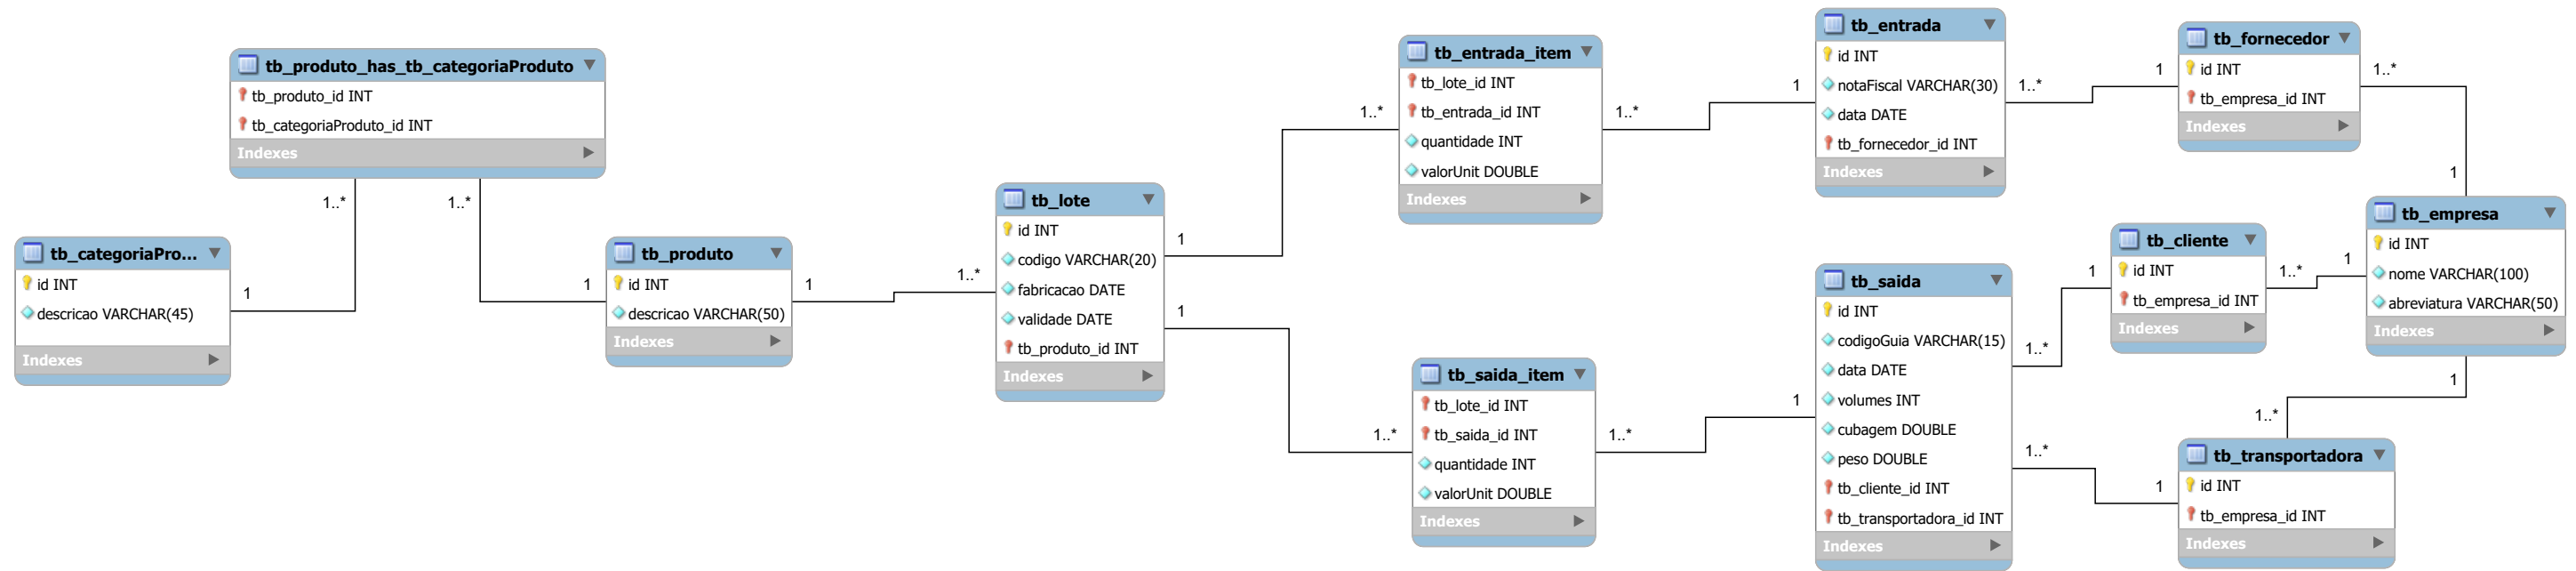 tb_produto_has_tb_categoriaProduto
tb_produto_id INT
tb_categoriaProduto_id INT
Indexes
1..*
1..*
tb_categoriaPro...
id INT
descricao VARCHAR(45)
Indexes
1
tb_produto
id INT
descricao VARCHAR(50)
Indexes
1
1
1..*
tb_lote
id INT
codigo VARCHAR(20)
fabricacao DATE
validade DATE
tb_produto_id INT
Indexes
1
1
1..*
tb_entrada_item
tb_lote_id INT
tb_entrada_id INT
quantidade INT
valorUnit DOUBLE
Indexes
1..*
1
1..*
tb_saida_item
tb_lote_id INT
tb_saida_id INT
quantidade INT
valorUnit DOUBLE
Indexes
1..*
1
tb_entrada
id INT
notaFiscal VARCHAR(30)
data DATE
tb_fornecedor_id INT
Indexes
1..*
1
tb_saida
id INT
codigoGuia VARCHAR(15)
data DATE
volumes INT
cubagem DOUBLE
peso DOUBLE
tb_cliente_id INT
tb_transportadora_id INT
Indexes
1..*
1
1..*
1
tb_fornecedor
id INT
tb_empresa_id INT
Indexes
1..*
1
tb_cliente
id INT
tb_empresa_id INT
Indexes
1..*
1
tb_empresa
id INT
nome VARCHAR(100)
abreviatura VARCHAR(50)
Indexes
1
1..*
tb_transportadora
id INT
tb_empresa_id INT
Indexes